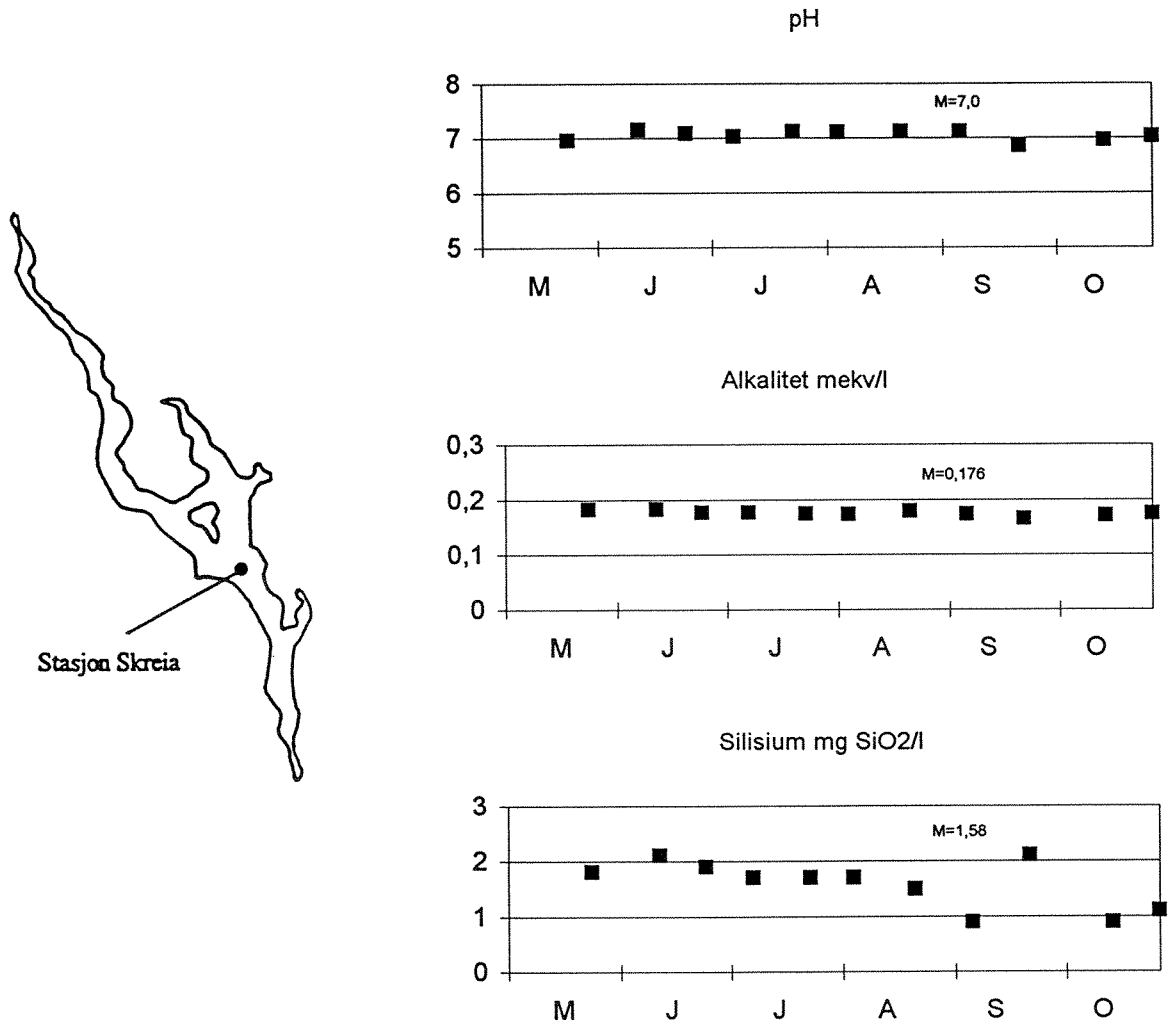 pH
8
M=7,0
7
6
5
M J J A S O
Alkalitet mekv/l
0,3
M=0,176
0,2
0,1
0
M J J A S O
Stasjon Skreia
Silisium mg SiO2/l
3
M=1,58
2
1
0
M J J A S O